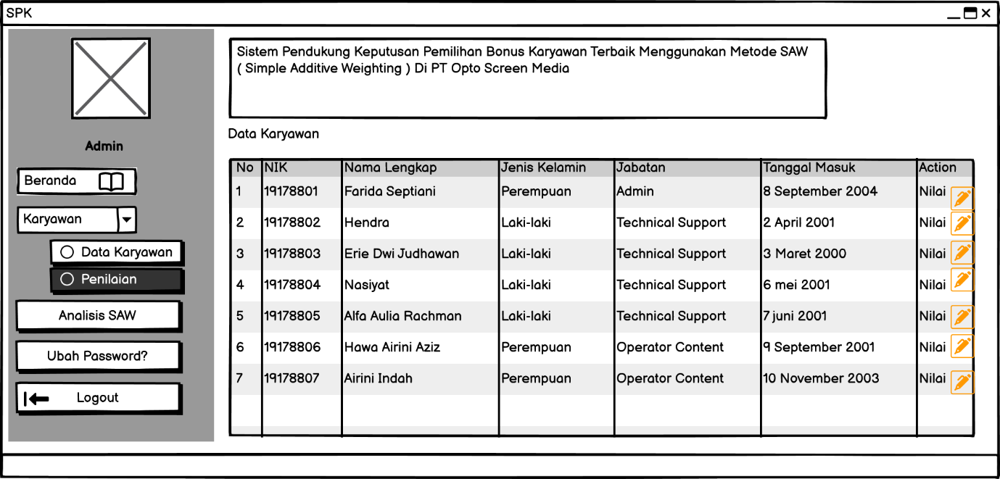 SPK
Sistem Pendukung Keputusan Pemilihan Bonus Karyawan Terbaik Menggunakan Metode SAW
( Simple Additive Weighting ) Di PT Opto Screen Media
Admin
Beranda
Karyawan
Data Karyawan
Penilaian
Analisis SAW
Ubah Password?
Logout
Data Karyawan
No NIK Nama Lengkap Jenis Kelamin Jabatan Tanggal Masuk Action
1 19178801 Farida Septiani Perempuan Admin 8 September 2004 Nilai
2 19178802 Hendra Laki-laki Technical Support 2 April 2001 Nilai
3 19178803 Erie Dwi Judhawan Laki-laki Technical Support 3 Maret 2000 Nilai
4 19178804 Nasiyat Laki-laki Technical Support 6 mei 2001 Nilai
5 19178805 Alfa Aulia Rachman Laki-laki Technical Support 7 juni 2001 Nilai
6 19178806 Hawa Airini Aziz Perempuan Operator Content 9 September 2001 Nilai
7 19178807 Airini Indah Perempuan Operator Content 10 November 2003 Nilai